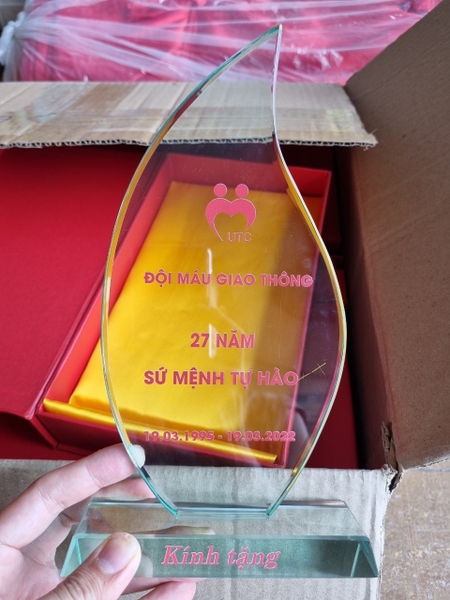 UTC
ĐỘI MÁU GIAO THÔNG
27 NĂM
SỨ MỆNH TỰ HÀO
19.03.1995 - 19.03.2022
Kính tặng